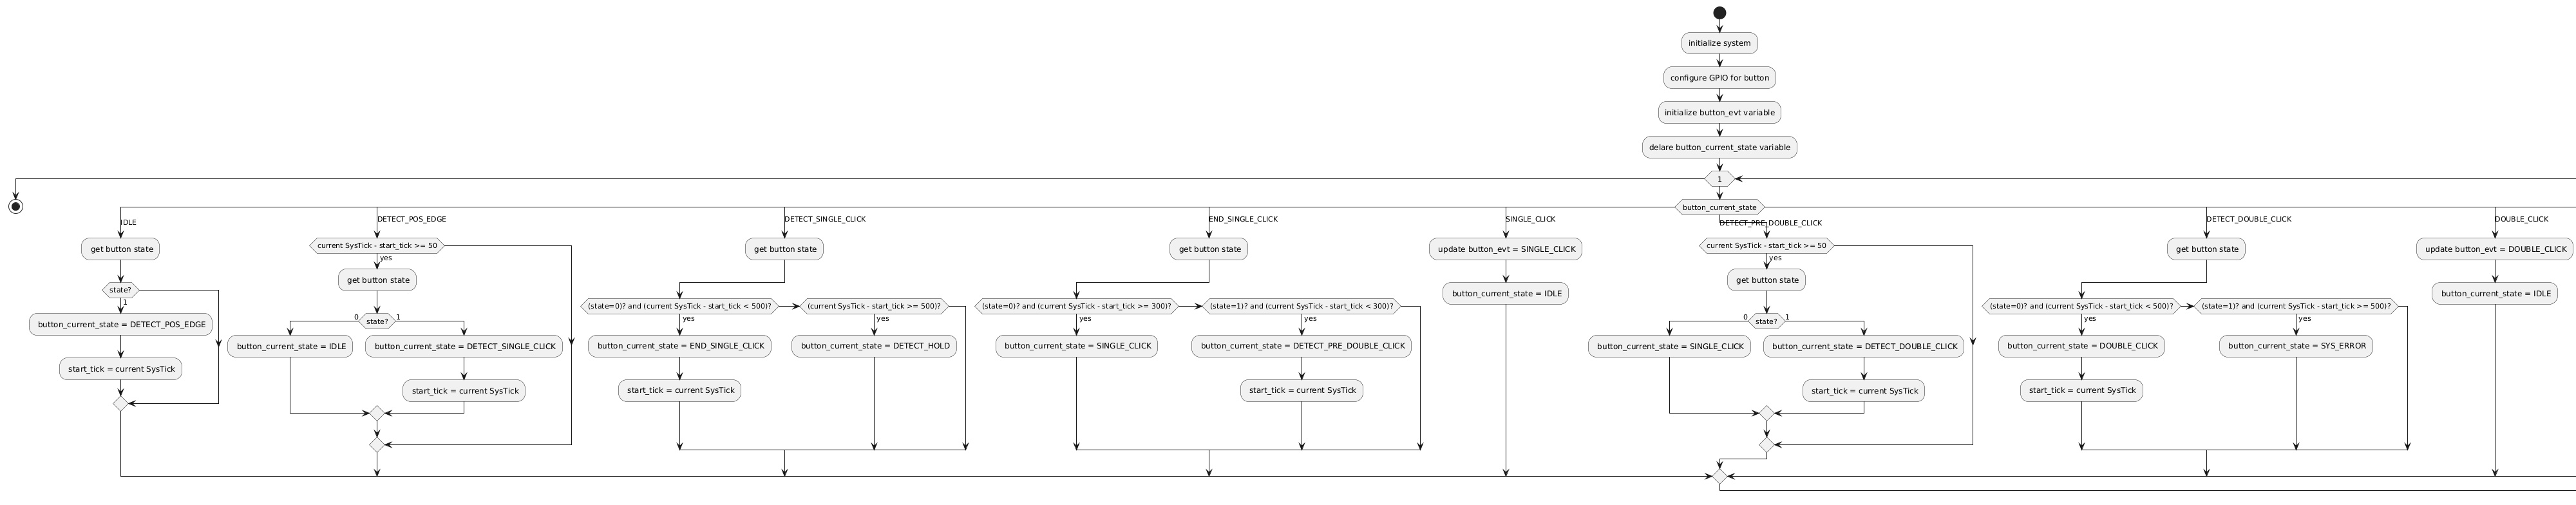 initialize system
configure GPIO for button
initialize button_evt variable
delare button_current_state variable
1
button_current_state
IDLE
get button state
state?
1
button_current_state = DETECT_POS_EDGE
start_tick = current SysTick
DETECT_POS_EDGE
current SysTick - start_tick >= 50
yes
get button state
0
state?
1
button_current_state = IDLE
button_current_state = DETECT_SINGLE_CLICK
start_tick = current SysTick
DETECT_SINGLE_CLICK
get button state
(state=0)? and (current SysTick - start_tick < 500)?
yes
button_current_state = END_SINGLE_CLICK
start_tick = current SysTick
(current SysTick - start_tick >= 500)?
yes
button_current_state = DETECT_HOLD
END_SINGLE_CLICK
get button state
(state=0)? and (current SysTick - start_tick >= 300)?
yes
button_current_state = SINGLE_CLICK
(state=1)? and (current SysTick - start_tick < 300)?
yes
button_current_state = DETECT_PRE_DOUBLE_CLICK
start_tick = current SysTick
SINGLE_CLICK
update button_evt = SINGLE_CLICK
button_current_state = IDLE
DETECT_PRE_DOUBLE_CLICK
current SysTick - start_tick >= 50
yes
get button state
0
state?
1
button_current_state = SINGLE_CLICK
button_current_state = DETECT_DOUBLE_CLICK
start_tick = current SysTick
DETECT_DOUBLE_CLICK
get button state
(state=0)? and (current SysTick - start_tick < 500)?
yes
button_current_state = DOUBLE_CLICK
start_tick = current SysTick
(state=1)? and (current SysTick - start_tick >= 500)?
yes
button_current_state = SYS_ERROR
DOUBLE_CLICK
update button_evt = DOUBLE_CLICK
button_current_state = IDLE